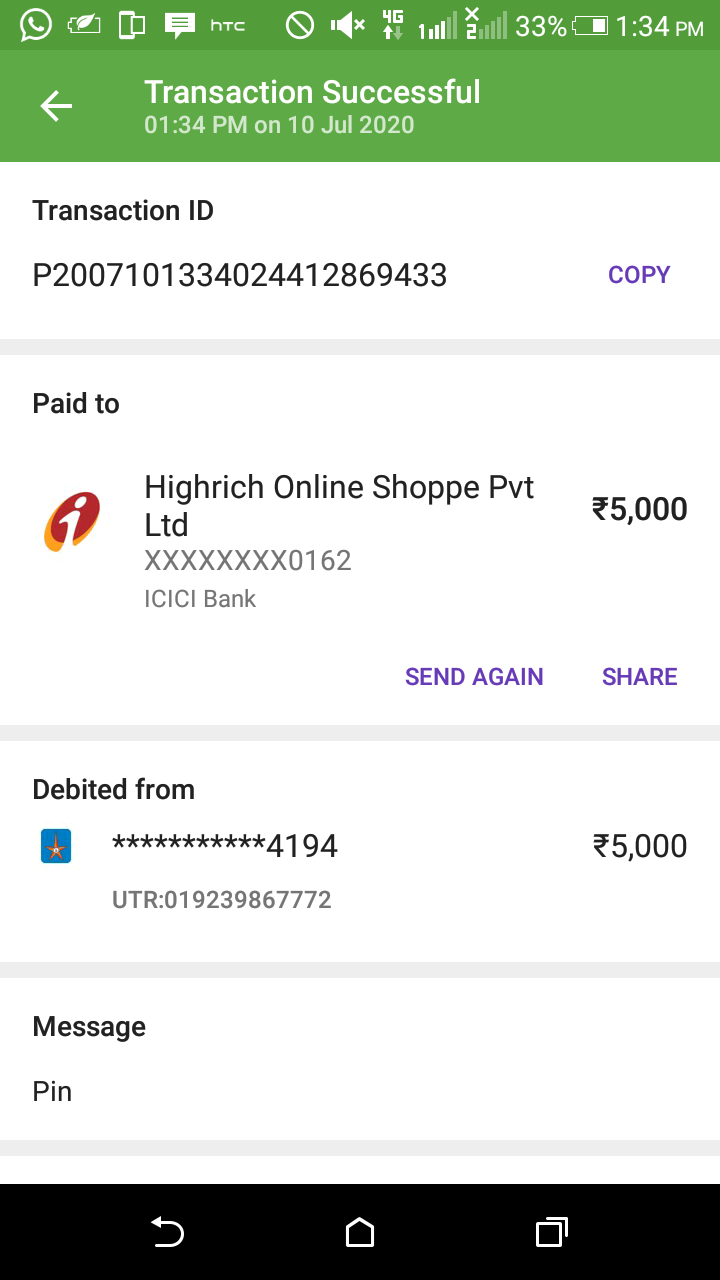 hTC 4G 1 2 33% 1:34 PM
Transaction Successful
01:34 PM on 10 Jul 2020
Transaction ID
P2007101334024412869433 COPY
Paid to
Highrich Online Shoppe Pvt
Ltd
₹5,000
XXXXXXXX0162
ICICI Bank
SEND AGAIN SHARE
Debited from
***********4194 ₹5,000
UTR:019239867772
Message
Pin